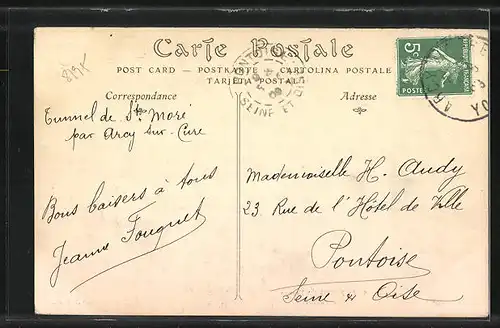 Carte Postale
POST CARD — POSTKARTE — CARTOLINA POSTALE
TARJETA POSTAL
Correspondance
Adresse
5c
POSTES
Tunnel de St. Moré
par Arcy sur-Cure
Bons baisers à tous
Jeanne Fouquet
Mademoiselle H. Audy
23 Rue de l'Hôtel de Ville
Pontoise
Seine & Oise